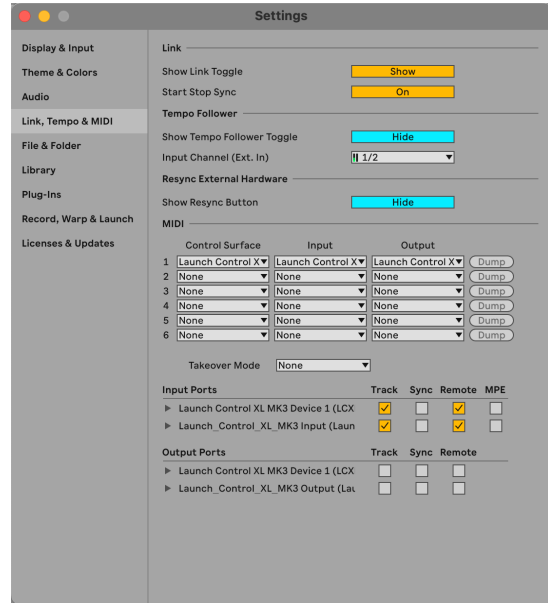 Settings
Display & Input
Theme & Colors
Audio
Link, Tempo & MIDI
File & Folder
Library
Plug-Ins
Record, Warp & Launch
Licenses & Updates
Link
Show Link Toggle Show
Start Stop Sync On
Tempo Follower
Show Tempo Follower Toggle Hide
Input Channel (Ext. In) 1/2
Resync External Hardware
Show Resync Button Hide
MIDI
Control Surface Input Output
1 Launch Control X Launch Control X Launch Control X Dump
2 None None None Dump
3 None None None Dump
4 None None None Dump
5 None None None Dump
6 None None None Dump
Takeover Mode None
Input Ports Track Sync Remote MPE
Launch Control XL MK3 Device 1 (LCX
Launch_Control_XL_MK3 Input (Laun
Output Ports Track Sync Remote
Launch Control XL MK3 Device 1 (LCX
Launch_Control_XL_MK3 Output (Lau